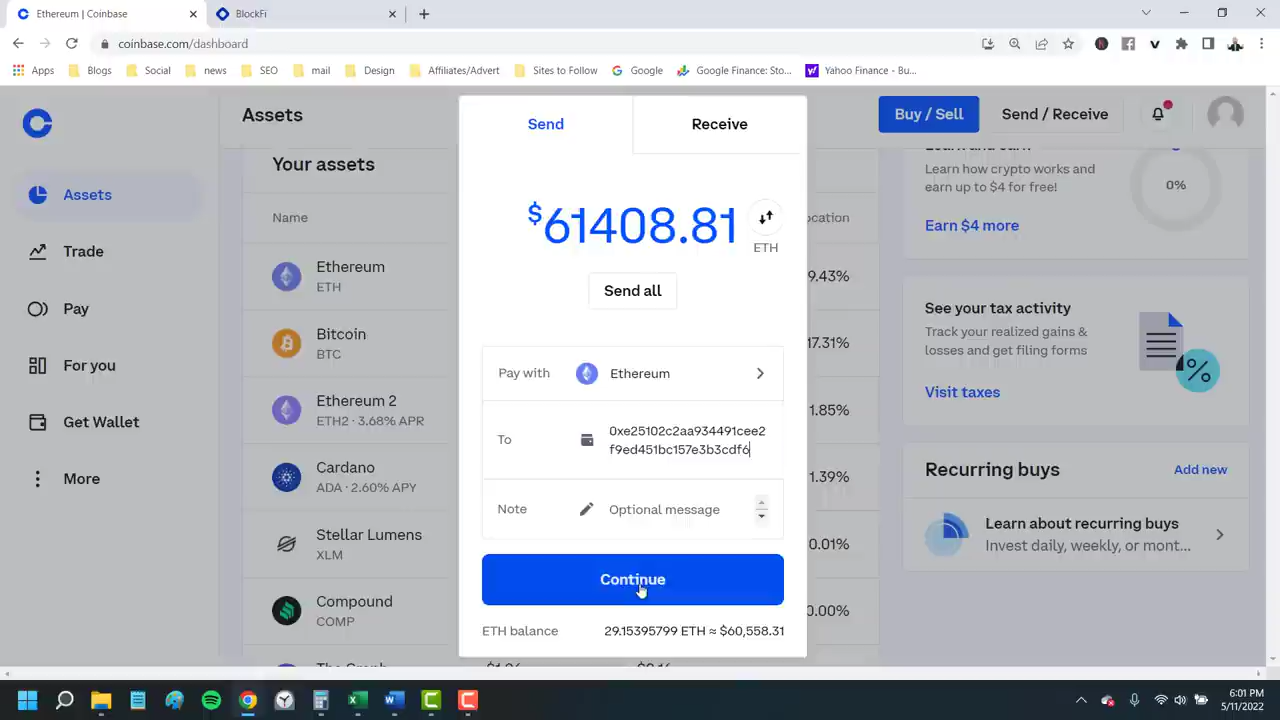 Ethereum | Coinbase
BlockFi
coinbase.com/dashboard
Apps
Blogs
Social
news
SEO
mail
Design
Affiliates/Advert
Sites to Follow
Google
Google Finance: Sto...
Yahoo Finance - Bu...
Assets
Buy / Sell
Send / Receive
Assets
Trade
Pay
For you
Get Wallet
More
Your assets
Name
ocation
Ethereum
ETH
9.43%
Bitcoin
BTC
17.31%
Ethereum 2
ETH2 · 3.68% APR
1.85%
Cardano
ADA · 2.60% APY
1.39%
Stellar Lumens
XLM
0.01%
Compound
COMP
0.00%
Send
Receive
$61408.81
ETH
Send all
Pay with
Ethereum
To
0xe25102c2aa934491cee2
f9ed451bc157e3b3cdf6
Note
Optional message
Continue
ETH balance
29.15395799 ETH ≈ $60,558.31
Learn and earn
Learn how crypto works and
earn up to $4 for free!
0%
Earn $4 more
See your tax activity
Track your realized gains &
losses and get filing forms
Visit taxes
Recurring buys
Add new
Learn about recurring buys
Invest daily, weekly, or mont...
6:01 PM
5/11/2022